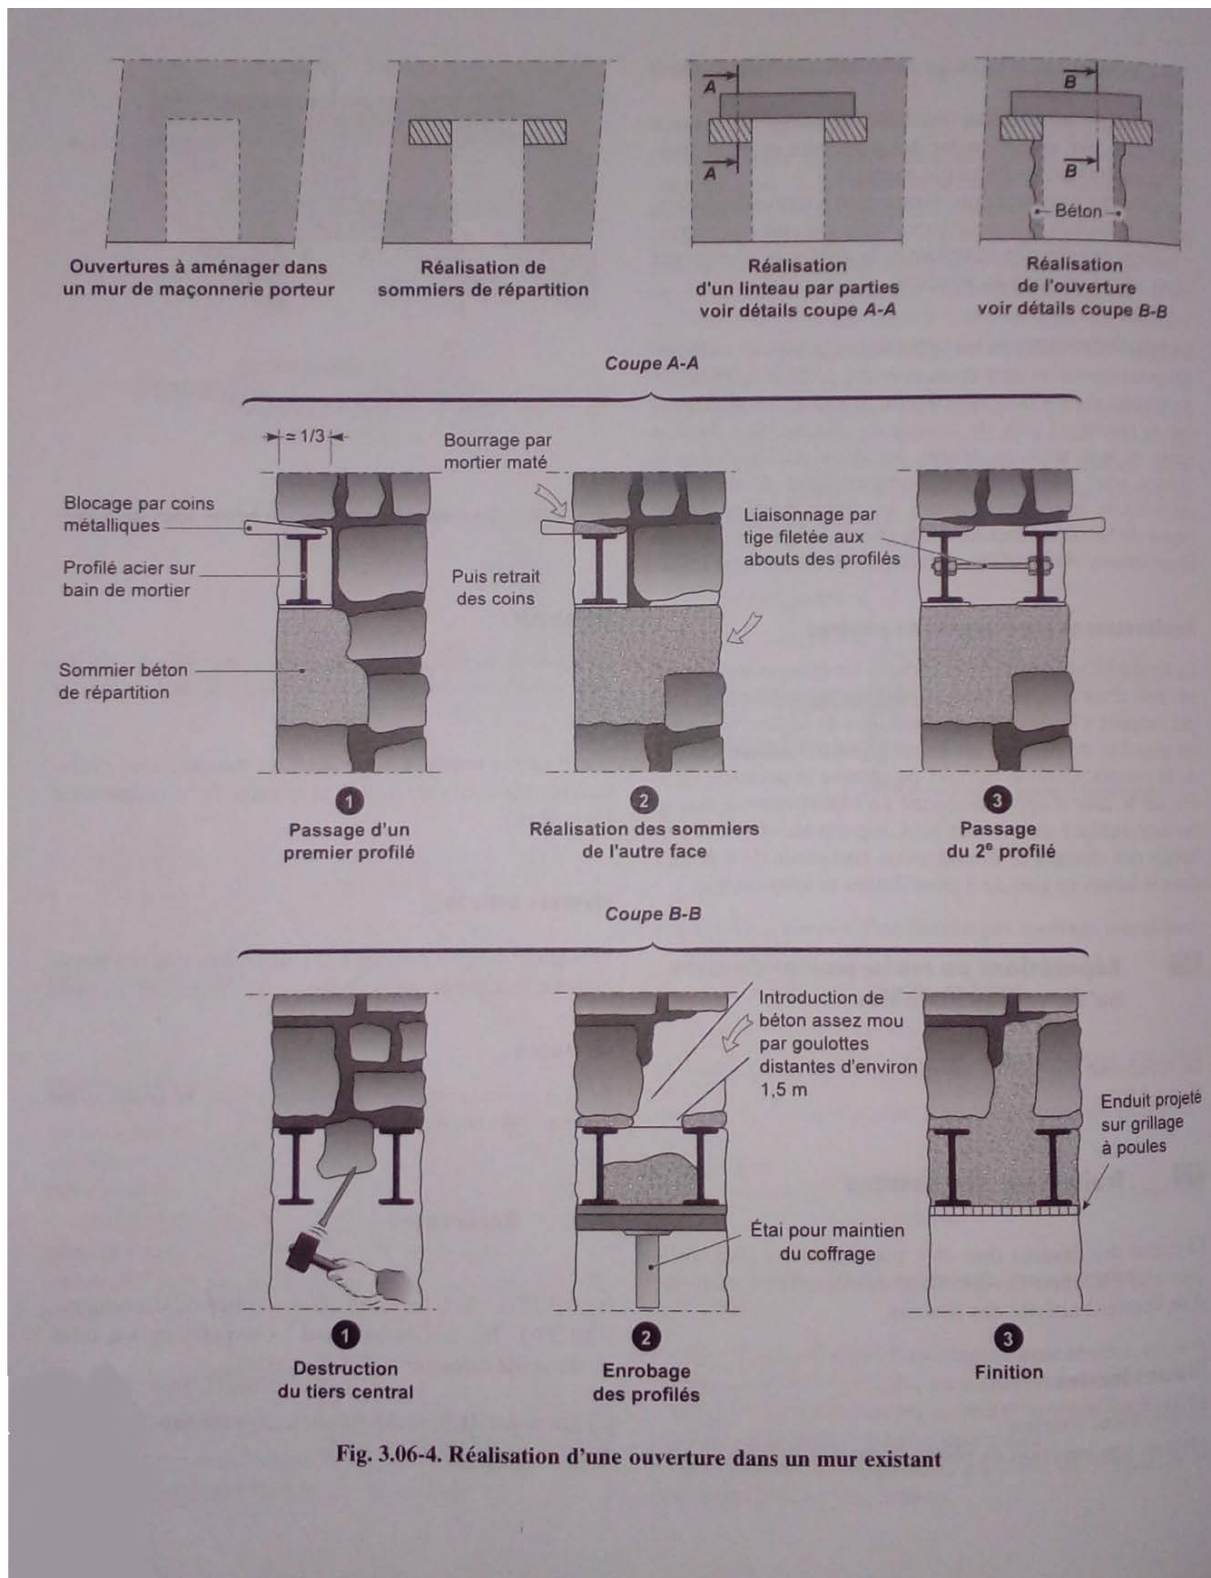 A
A
B
B
Béton
Ouvertures à aménager dans
un mur de maçonnerie porteur
Réalisation de
sommiers de répartition
Réalisation
d'un linteau par parties
voir détails coupe A-A
Réalisation
de l'ouverture
voir détails coupe B-B
Coupe A-A
≃ 1/3
Blocage par coins
métalliques
Profilé acier sur
bain de mortier
Sommier béton
de répartition
Bourrage par
mortier maté
Puis retrait
des coins
Liaisonnage par
tige filetée aux
abouts des profilés
1
Passage d'un
premier profilé
2
Réalisation des sommiers
de l'autre face
3
Passage
du 2e profilé
Coupe B-B
Introduction de
béton assez mou
par goulottes
distantes d'environ
1,5 m
Étai pour maintien
du coffrage
Enduit projeté
sur grillage
à poules
1
Destruction
du tiers central
2
Enrobage
des profilés
3
Finition
Fig. 3.06-4. Réalisation d'une ouverture dans un mur existant